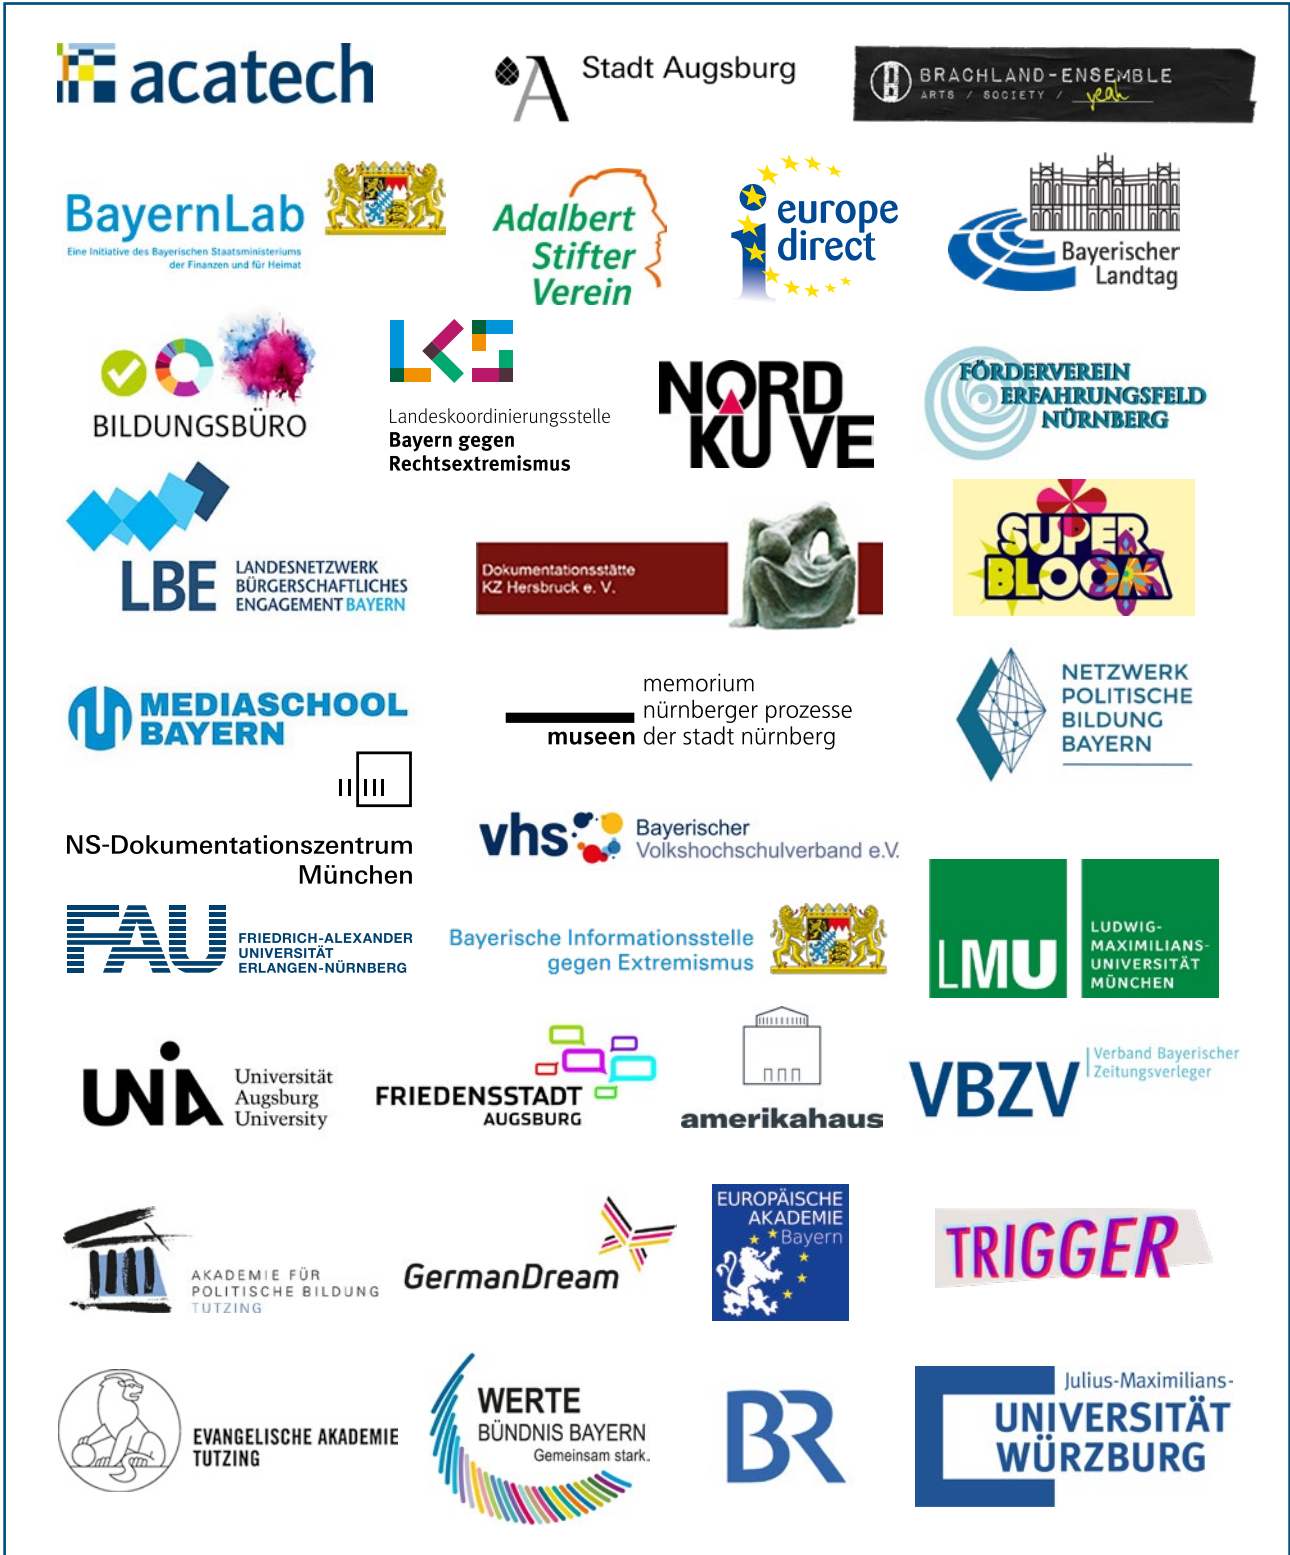 acatech
A
Stadt Augsburg
B
BRACHLAND-ENSEMBLE
ARTS / SOCIETY / yeah
BayernLab
Eine Initiative des Bayerischen Staatsministeriums
der Finanzen und für Heimat
Adalbert
Stifter
Verein
i
europe
direct
Bayerischer
Landtag
BILDUNGSBÜRO
LKS
Landeskoordinierungsstelle
Bayern gegen
Rechtsextremismus
NORD
KURVE
FÖRDERVEREIN
ERFAHRUNGSFELD
NÜRNBERG
LBE
LANDESNETZWERK
BÜRGERSCHAFTLICHES
ENGAGEMENT BAYERN
Dokumentationsstätte
KZ Hersbruck e. V.
SUPER
BLOOM
MEDIASCHOOL
BAYERN
memorium
nürnberger prozesse
museen der stadt nürnberg
NETZWERK
POLITISCHE
BILDUNG
BAYERN
NS-Dokumentationszentrum
München
vhs
Bayerischer
Volkshochschulverband e.V.
FAU
FRIEDRICH-ALEXANDER
UNIVERSITÄT
ERLANGEN-NÜRNBERG
Bayerische Informationsstelle
gegen Extremismus
LMU
LUDWIG-
MAXIMILIANS-
UNIVERSITÄT
MÜNCHEN
UNIA
Universität
Augsburg
University
FRIEDENSSTADT
AUGSBURG
amerikahaus
VBZV
Verband Bayerischer
Zeitungsverleger
AKADEMIE FÜR
POLITISCHE BILDUNG
TUTZING
GermanDream
EUROPÄISCHE
AKADEMIE
Bayern
TRIGGER
EVANGELISCHE AKADEMIE
TUTZING
WERTE
BÜNDNIS BAYERN
Gemeinsam stark.
BR
Julius-Maximilians-
UNIVERSITÄT
WÜRZBURG